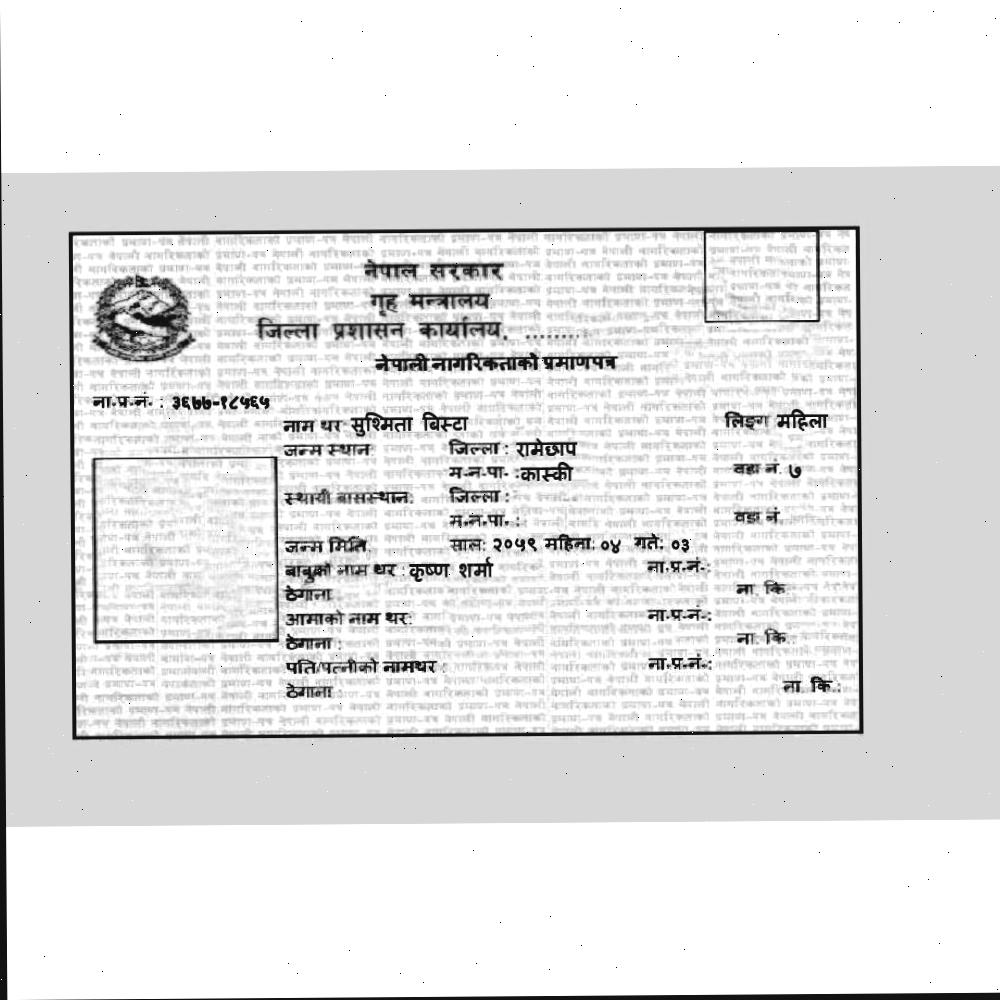 नेपाल सरकार
गृह मन्त्रालय
जिल्ला प्रशासन कार्यालय, .........
नेपाली नागरिकताको प्रमाणपत्र
ना.प्र.नं. : ३६७७-१८५६५
नाम थर: सुश्मिता बिस्टा लिङ्ग महिला
जन्म स्थान: जिल्ला : रामेछाप
म.न.पा. :कास्की वडा नं. ७
स्थायी बासस्थान: जिल्ला :
म.न.पा. : वडा नं.
जन्म मिति: साल: २०५९ महिना: ०४ गते: ०३
बाबुको नाम थर : कृष्ण शर्मा ना.प्र.नं.:
ठेगाना : ना. कि.:
आमाको नाम थर: ना.प्र.नं.:
ठेगाना : ना. कि.:
पति/पत्नीको नामथर : ना.प्र.नं.:
ठेगाना : ना. कि.: